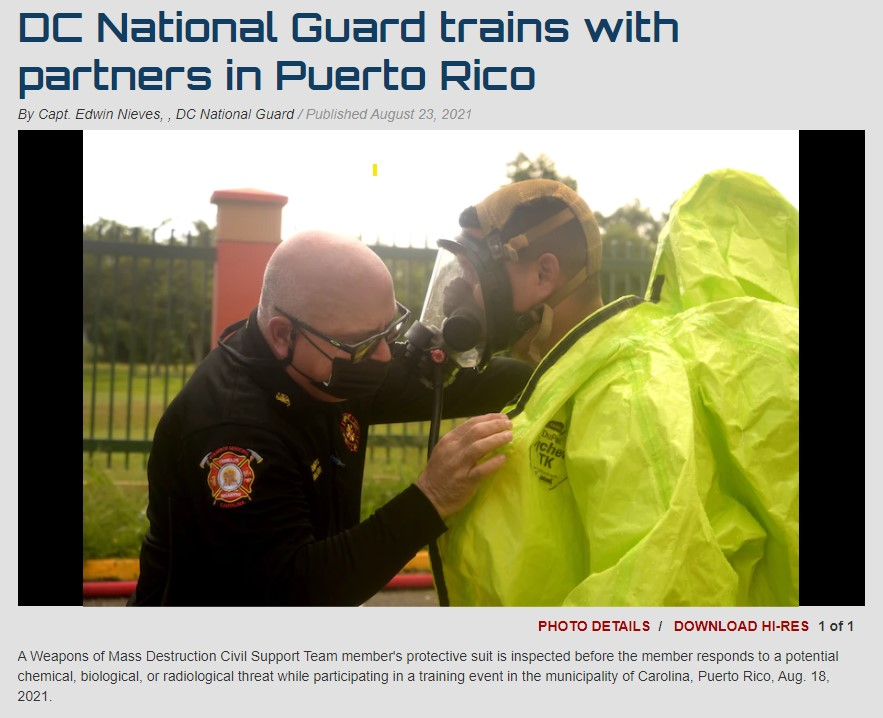 DC National Guard trains with
partners in Puerto Rico
By Capt. Edwin Nieves, , DC National Guard / Published August 23, 2021
TK
PHOTO DETAILS / DOWNLOAD HI-RES 1 of 1
A Weapons of Mass Destruction Civil Support Team member's protective suit is inspected before the member responds to a potential
chemical, biological, or radiological threat while participating in a training event in the municipality of Carolina, Puerto Rico, Aug. 18,
2021.